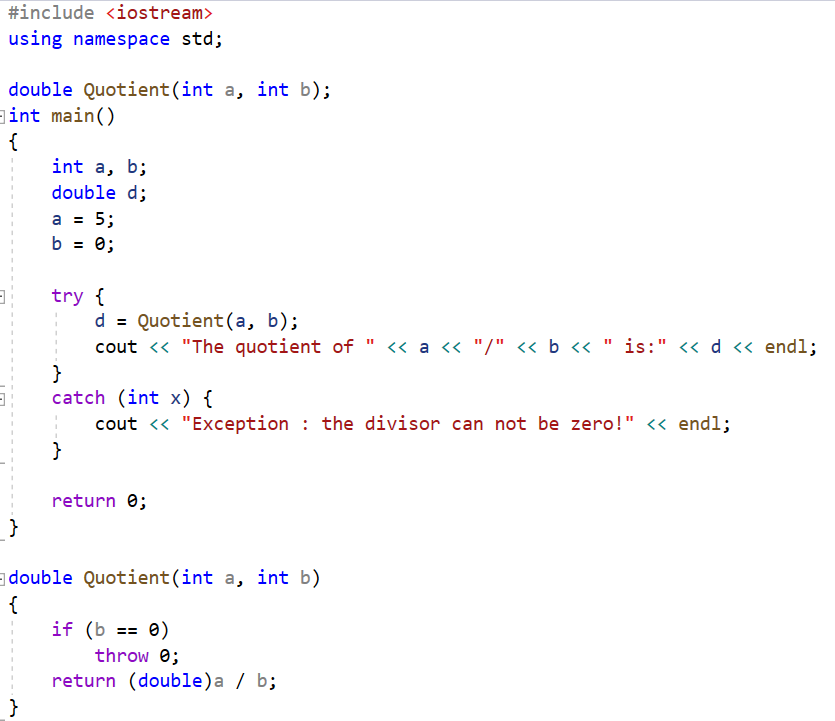 #include <iostream>
using namespace std;
double Quotient(int a, int b);
int main()
{
    int a, b;
    double d;
    a = 5;
    b = 0;
    try {
        d = Quotient(a, b);
        cout << "The quotient of " << a << "/" << b << " is:" << d << endl;
    }
    catch (int x) {
        cout << "Exception : the divisor can not be zero!" << endl;
    }
    return 0;
}
double Quotient(int a, int b)
{
    if (b == 0)
        throw 0;
    return (double)a / b;
}